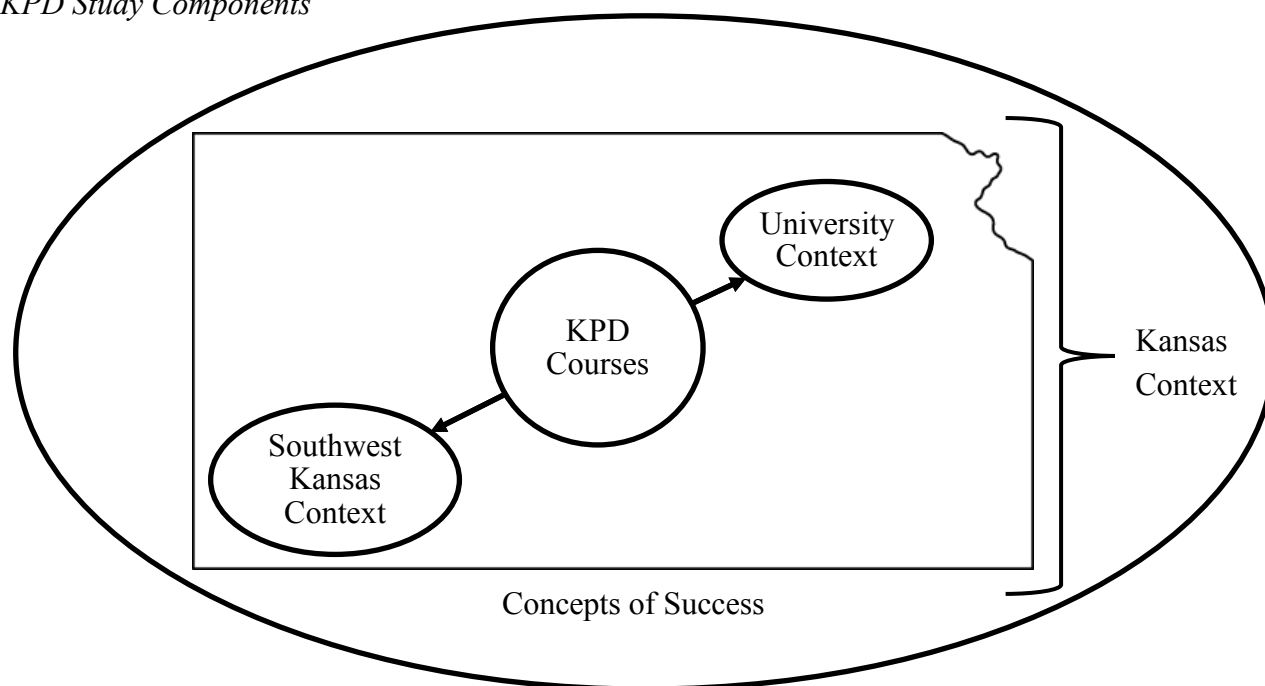 KPD Study Components
University
Context
KPD
Courses
Kansas
Context
Southwest
Kansas
Context
Concepts of Success